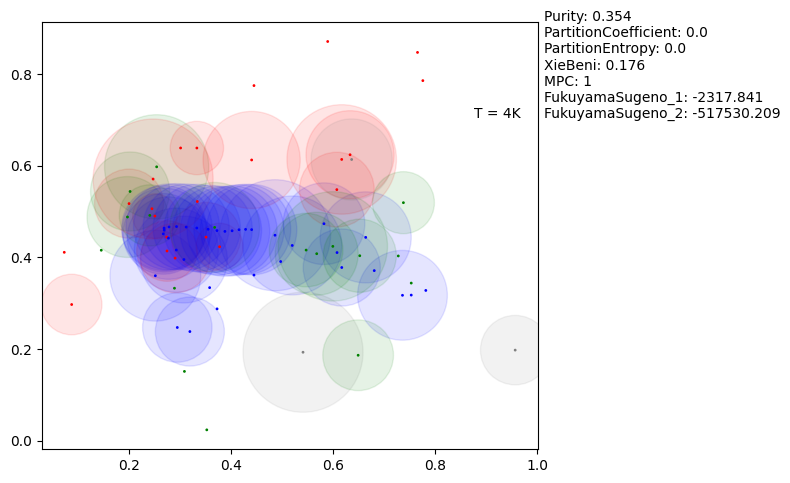 Purity: 0.354
PartitionCoefficient: 0.0
PartitionEntropy: 0.0
XieBeni: 0.176
MPC: 1
FukuyamaSugeno_1: -2317.841
FukuyamaSugeno_2: -517530.209
T = 4K
0.8
0.6
0.4
0.2
0.0
0.2 0.4 0.6 0.8 1.0